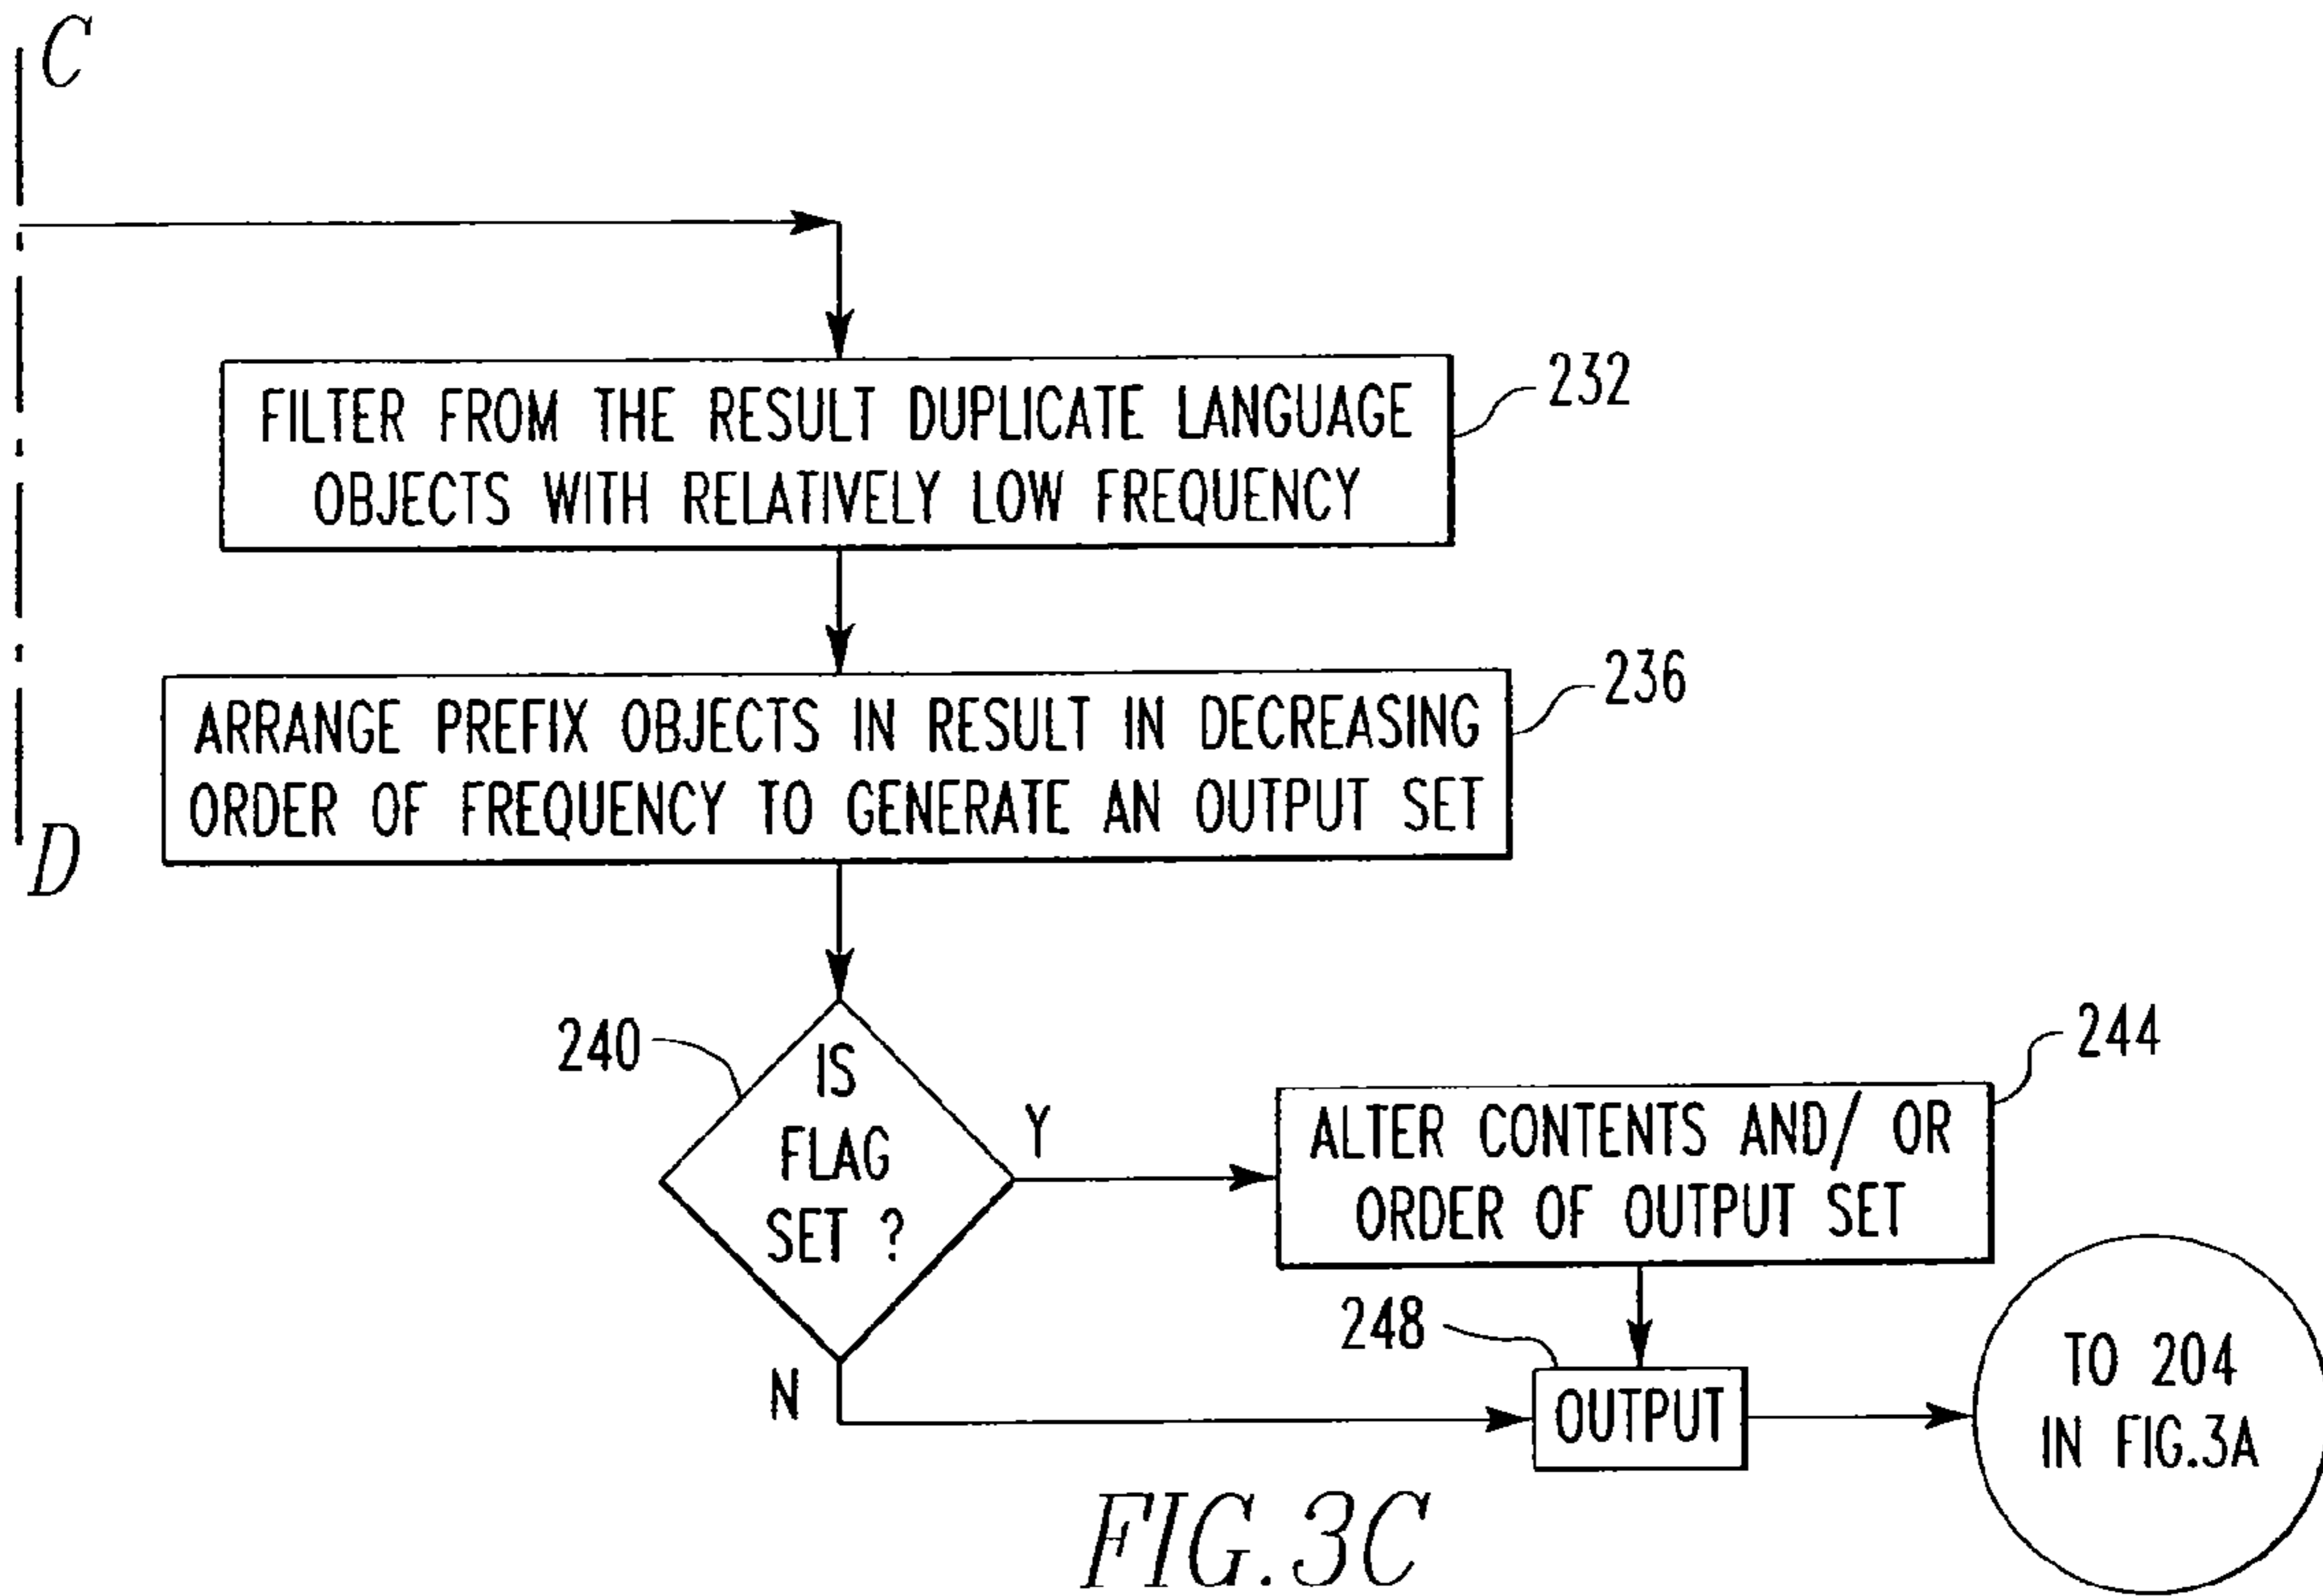 C
FILTER FROM THE RESULT DUPLICATE LANGUAGE
OBJECTS WITH RELATIVELY LOW FREQUENCY
232
ARRANGE PREFIX OBJECTS IN RESULT IN DECREASING
ORDER OF FREQUENCY TO GENERATE AN OUTPUT SET
236
D
240
IS
FLAG
SET ?
Y
N
244
ALTER CONTENTS AND/ OR
ORDER OF OUTPUT SET
248
OUTPUT
TO 204
IN FIG.3A
FIG.3C